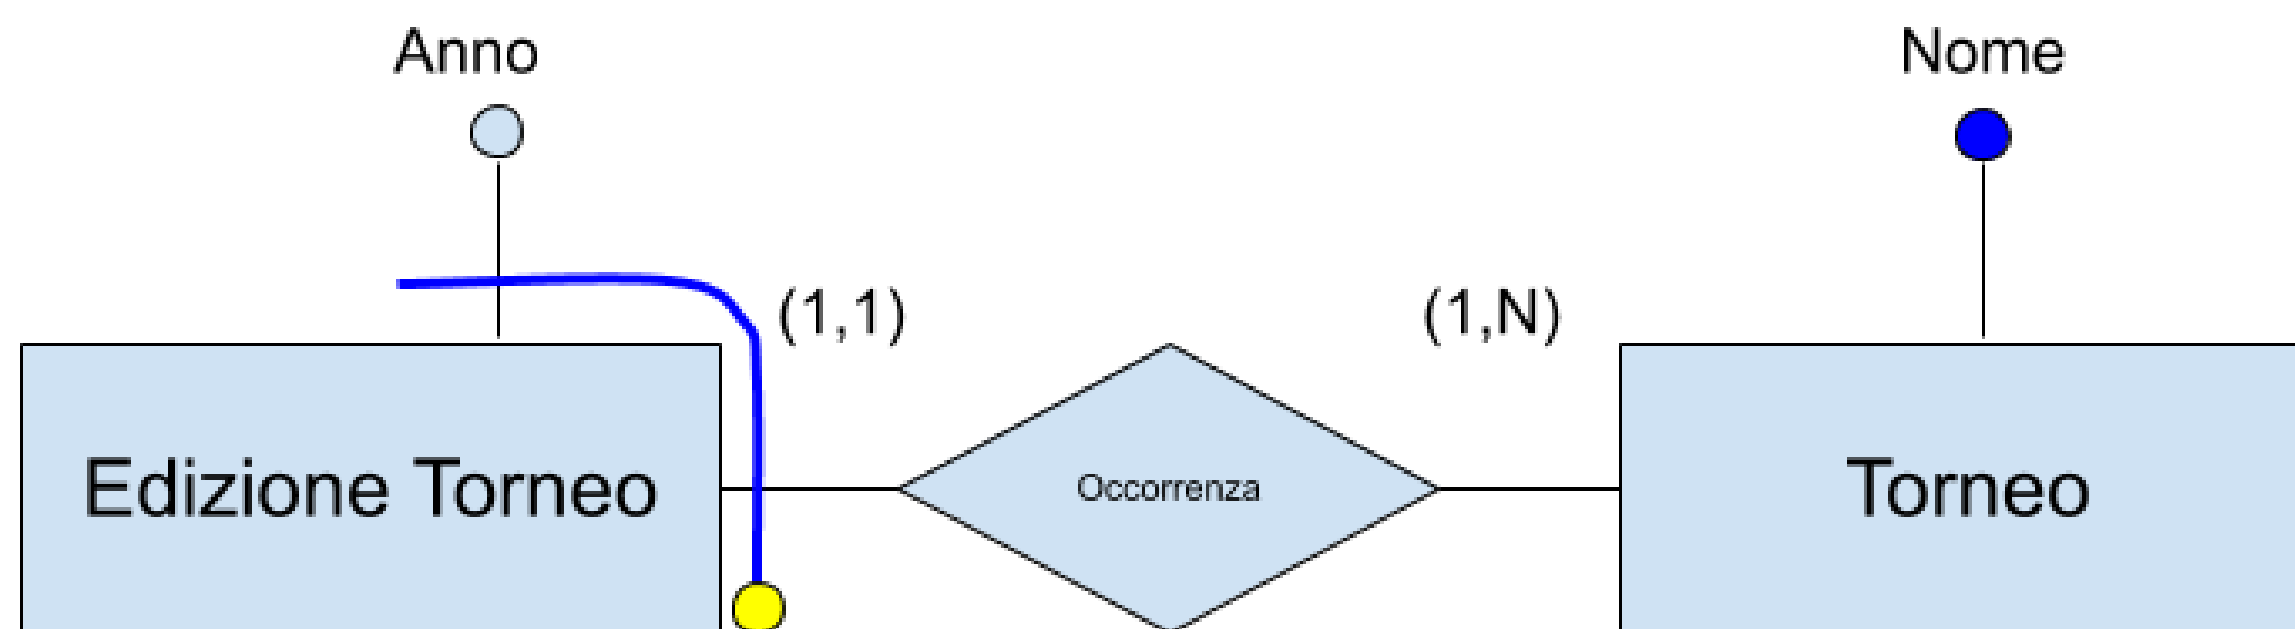 Anno
Nome
(1,1)
(1,N)
Edizione Torneo
Occorrenza
Torneo